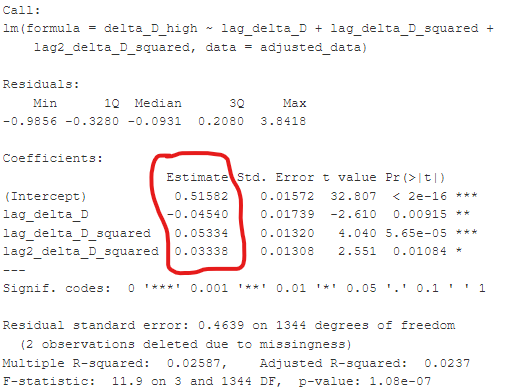 Call:
lm(formula = delta_D_high ~ lag_delta_D + lag_delta_D_squared +
    lag2_delta_D_squared, data = adjusted_data)

Residuals:
    Min      1Q  Median      3Q     Max
-0.9856 -0.3280 -0.0931  0.2080  3.8418

Coefficients:
                     Estimate Std. Error t value Pr(>|t|)
(Intercept)           0.51582    0.01572  32.807  < 2e-16 ***
lag_delta_D          -0.04540    0.01739  -2.610  0.00915 **
lag_delta_D_squared   0.05334    0.01320   4.040 5.65e-05 ***
lag2_delta_D_squared  0.03338    0.01308   2.551  0.01084 *
---
Signif. codes:  0 '***' 0.001 '**' 0.01 '*' 0.05 '.' 0.1 ' ' 1

Residual standard error: 0.4639 on 1344 degrees of freedom
  (2 observations deleted due to missingness)
Multiple R-squared:  0.02587,    Adjusted R-squared:  0.0237
F-statistic:  11.9 on 3 and 1344 DF,  p-value: 1.08e-07